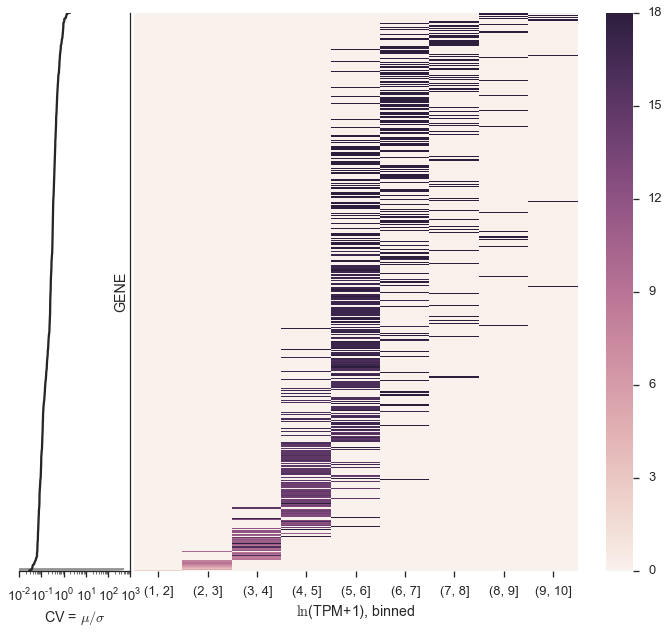 GENE
10⁻² 10⁻¹ 10⁰ 10¹ 10² 10³
CV = μ/σ
(1, 2] (2, 3] (3, 4] (4, 5] (5, 6] (6, 7] (7, 8] (8, 9] (9, 10]
ln(TPM+1), binned
18
15
12
9
6
3
0